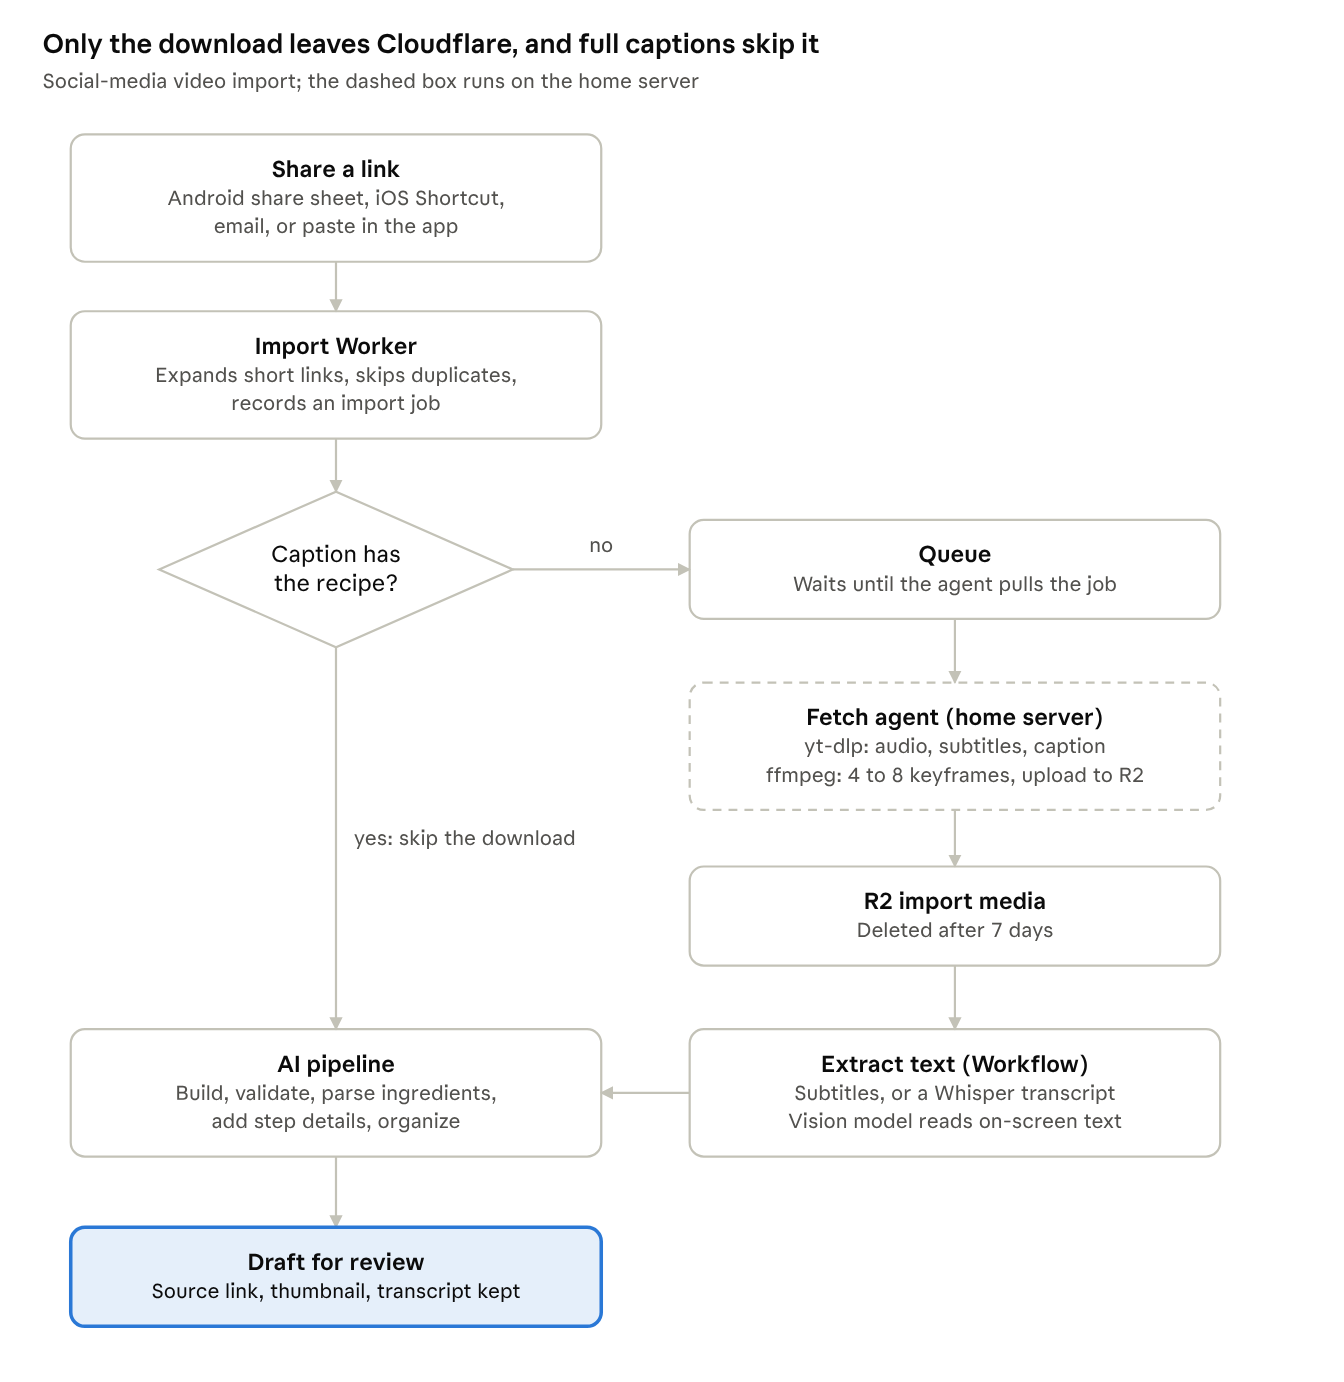 Only the download leaves Cloudflare, and full captions skip it
Social-media video import; the dashed box runs on the home server
Share a link
Android share sheet, iOS Shortcut,
email, or paste in the app
Import Worker
Expands short links, skips duplicates,
records an import job
Caption has
the recipe?
no
Queue
Waits until the agent pulls the job
Fetch agent (home server)
yt-dlp: audio, subtitles, caption
ffmpeg: 4 to 8 keyframes, upload to R2
yes: skip the download
R2 import media
Deleted after 7 days
AI pipeline
Build, validate, parse ingredients,
add step details, organize
Extract text (Workflow)
Subtitles, or a Whisper transcript
Vision model reads on-screen text
Draft for review
Source link, thumbnail, transcript kept